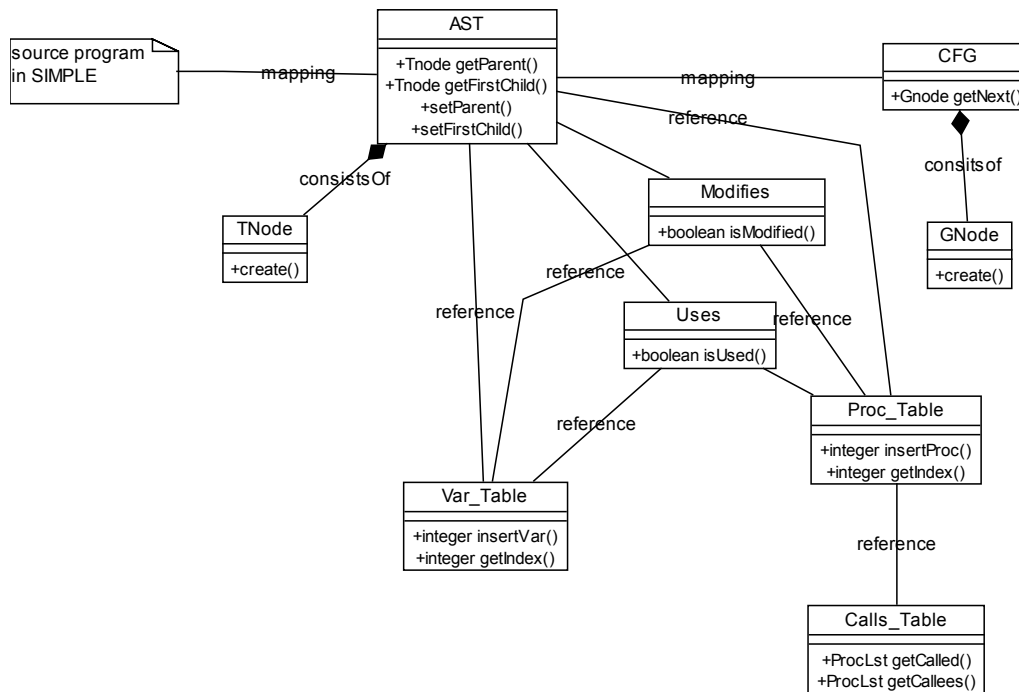 AST
source program
in SIMPLE
mapping
+Tnode getParent()
+Tnode getFirstChild()
+setParent()
+setFirstChild()
mapping
CFG
+Gnode getNext()
reference
consistsOf
consitsof
TNode
+create()
Modifies
+boolean isModified()
GNode
+create()
reference
reference
Uses
+boolean isUsed()
reference
reference
Proc_Table
+integer insertProc()
+integer getIndex()
Var_Table
+integer insertVar()
+integer getIndex()
reference
Calls_Table
+ProcLst getCalled()
+ProcLst getCallees()